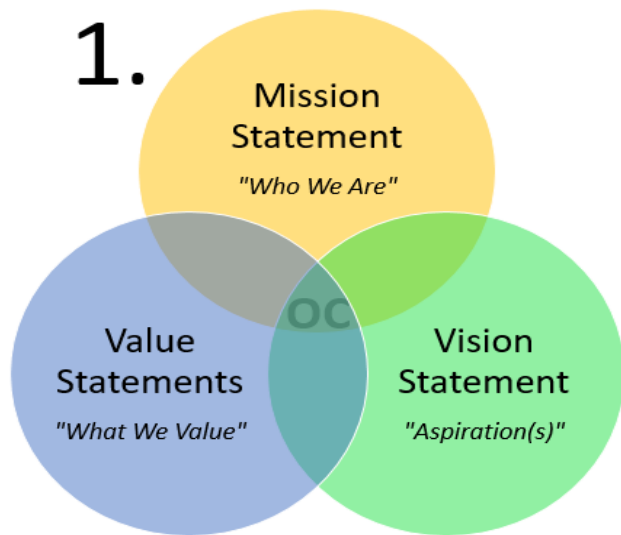 1.
Mission
Statement
"Who We Are"
OC
Value
Statements
"What We Value"
Vision
Statement
"Aspiration(s)"